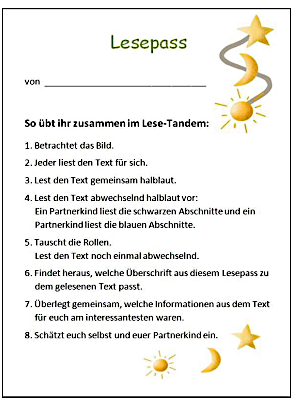 Lesepass
von ______________________________
So übt ihr zusammen im Lese-Tandem:
1. Betrachtet das Bild.
2. Jeder liest den Text für sich.
3. Lest den Text gemeinsam halblaut.
4. Lest den Text abwechselnd halblaut vor:
Ein Partnerkind liest die schwarzen Abschnitte und ein
Partnerkind liest die blauen Abschnitte.
5. Tauscht die Rollen.
Lest den Text noch einmal abwechselnd.
6. Findet heraus, welche Überschrift aus diesem Lesepass zu
dem gelesenen Text passt.
7. Überlegt gemeinsam, welche Informationen aus dem Text
für euch am interessantesten waren.
8. Schätzt euch selbst und euer Partnerkind ein.